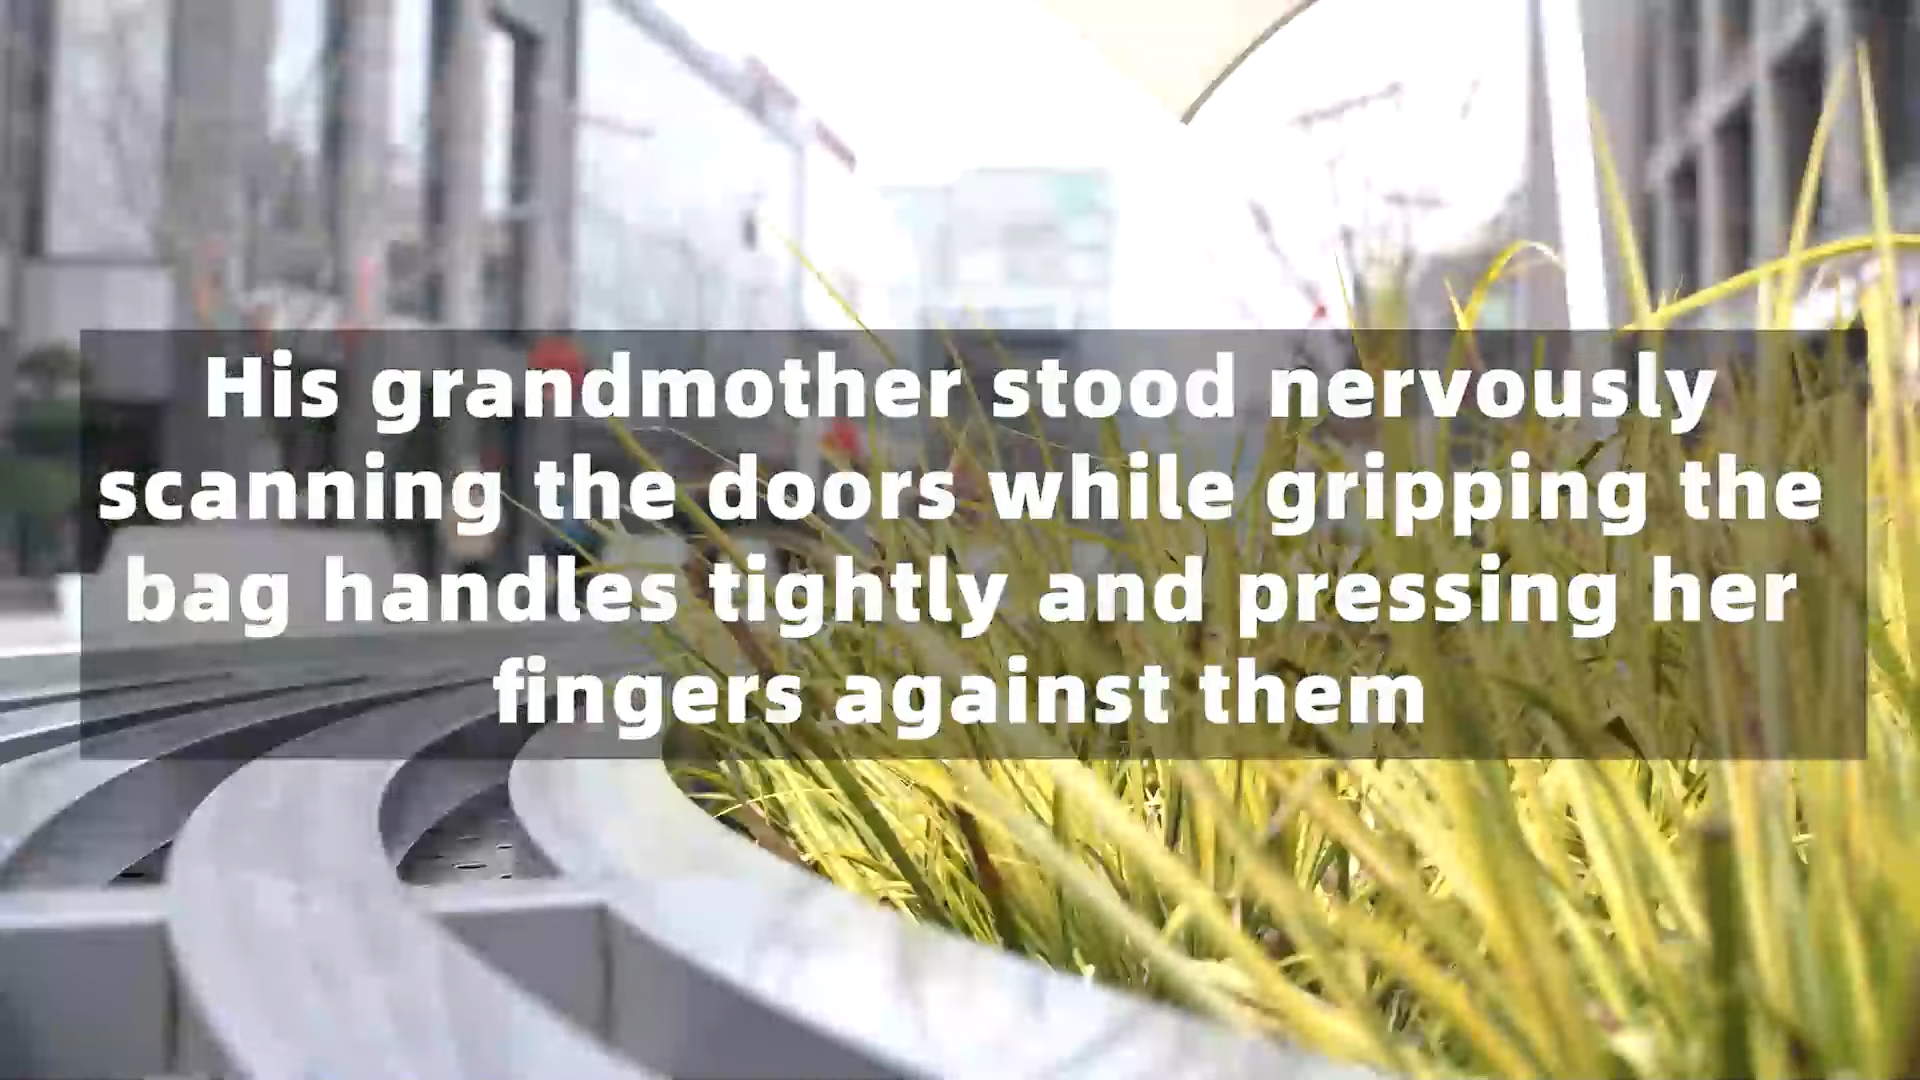 His grandmother stood nervously
scanning the doors while gripping the
bag handles tightly and pressing her
fingers against them